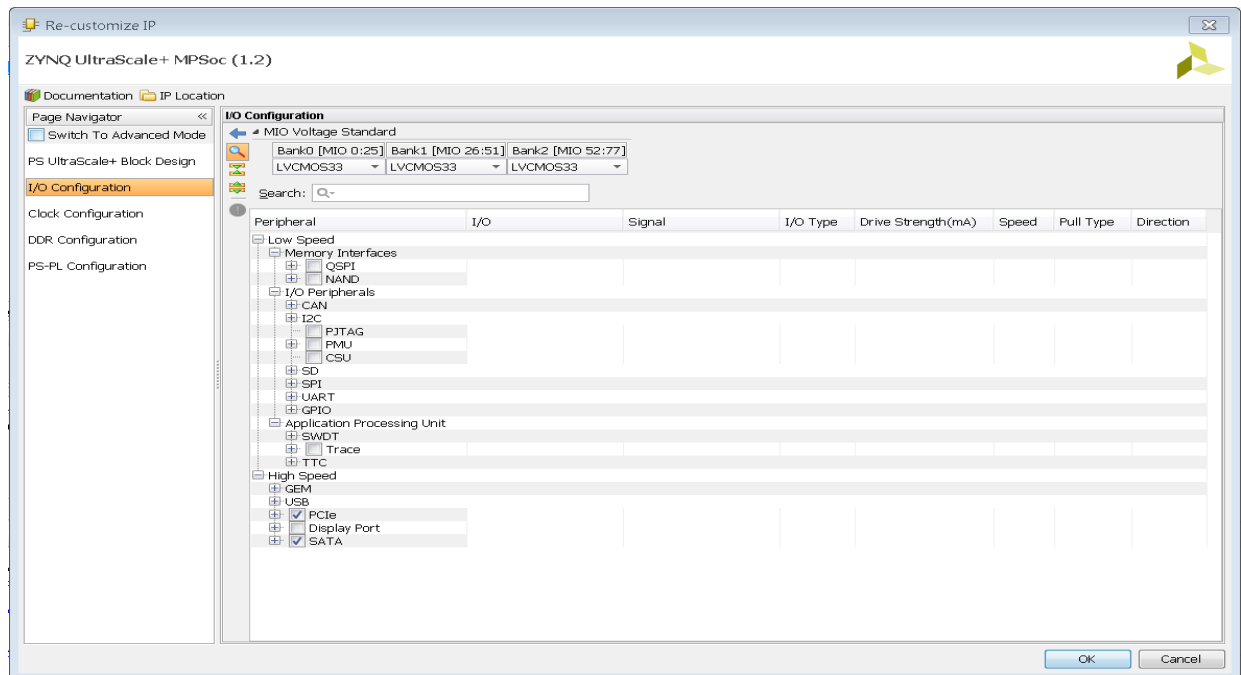 Re-customize IP
ZYNQ UltraScale+ MPSoc (1.2)
Documentation IP Location
Page Navigator «
Switch To Advanced Mode
PS UltraScale+ Block Design
I/O Configuration
Clock Configuration
DDR Configuration
PS-PL Configuration
I/O Configuration
MIO Voltage Standard
Bank0 [MIO 0:25] Bank1 [MIO 26:51] Bank2 [MIO 52:77]
LVCMOS33 LVCMOS33 LVCMOS33
Search:
Peripheral I/O Signal I/O Type Drive Strength(mA) Speed Pull Type Direction
Low Speed
Memory Interfaces
QSPI
NAND
I/O Peripherals
CAN
I2C
PJTAG
PMU
CSU
SD
SPI
UART
GPIO
Application Processing Unit
SWDT
Trace
TTC
High Speed
GEM
USB
PCIe
Display Port
SATA
OK Cancel